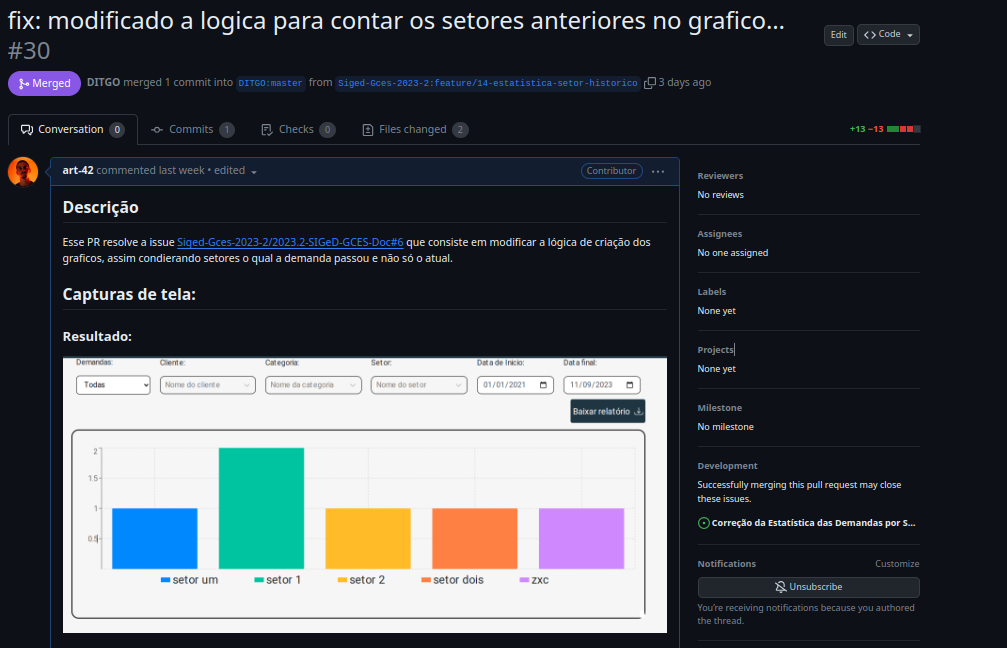 fix: modificado a logica para contar os setores anteriores no grafico...
#30
Edit
Code
Merged
DITGO merged 1 commit into DITGO:master from Siged-Gces-2023-2:feature/14-estatistica-setor-historico 3 days ago
Conversation 0
Commits 1
Checks 0
Files changed 2
+13 −13
art-42 commented last week • edited
Contributor
Descrição
Esse PR resolve a issue Siged-Gces-2023-2/2023.2-SIGeD-GCES-Doc#6 que consiste em modificar a lógica de criação dos
graficos, assim condierando setores o qual a demanda passou e não só o atual.
Capturas de tela:
Resultado:
Demandas: Cliente: Categoria: Setor: Data de Inicio: Data final:
Todas Nome do cliente Nome da categoria Nome do setor 01/01/2021 11/09/2023
Baixar relatório
2
1.5
1
0.5
setor um setor 1 setor 2 setor dois zxc
Reviewers
No reviews
Assignees
No one assigned
Labels
None yet
Projects
None yet
Milestone
No milestone
Development
Successfully merging this pull request may close
these issues.
Correção da Estatística das Demandas por S...
Notifications Customize
Unsubscribe
You're receiving notifications because you authored
the thread.